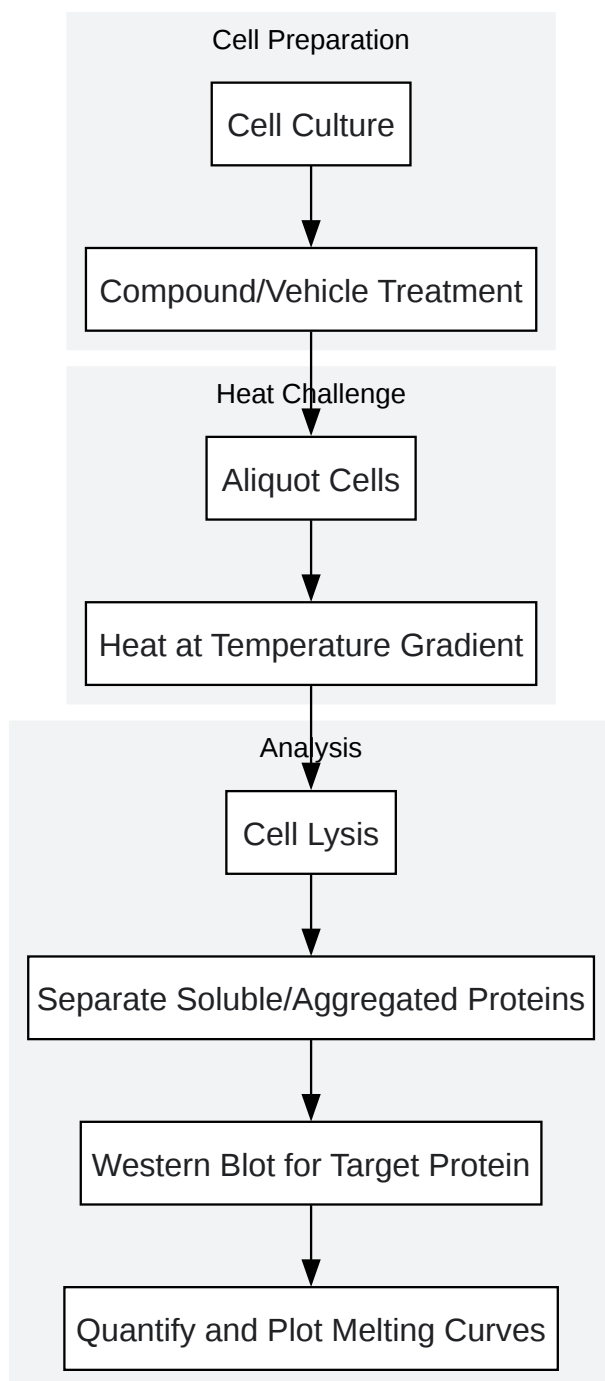 Cell Preparation
Cell Culture
Compound/Vehicle Treatment
Heat Challenge
Aliquot Cells
Heat at Temperature Gradient
Analysis
Cell Lysis
Separate Soluble/Aggregated Proteins
Western Blot for Target Protein
Quantify and Plot Melting Curves